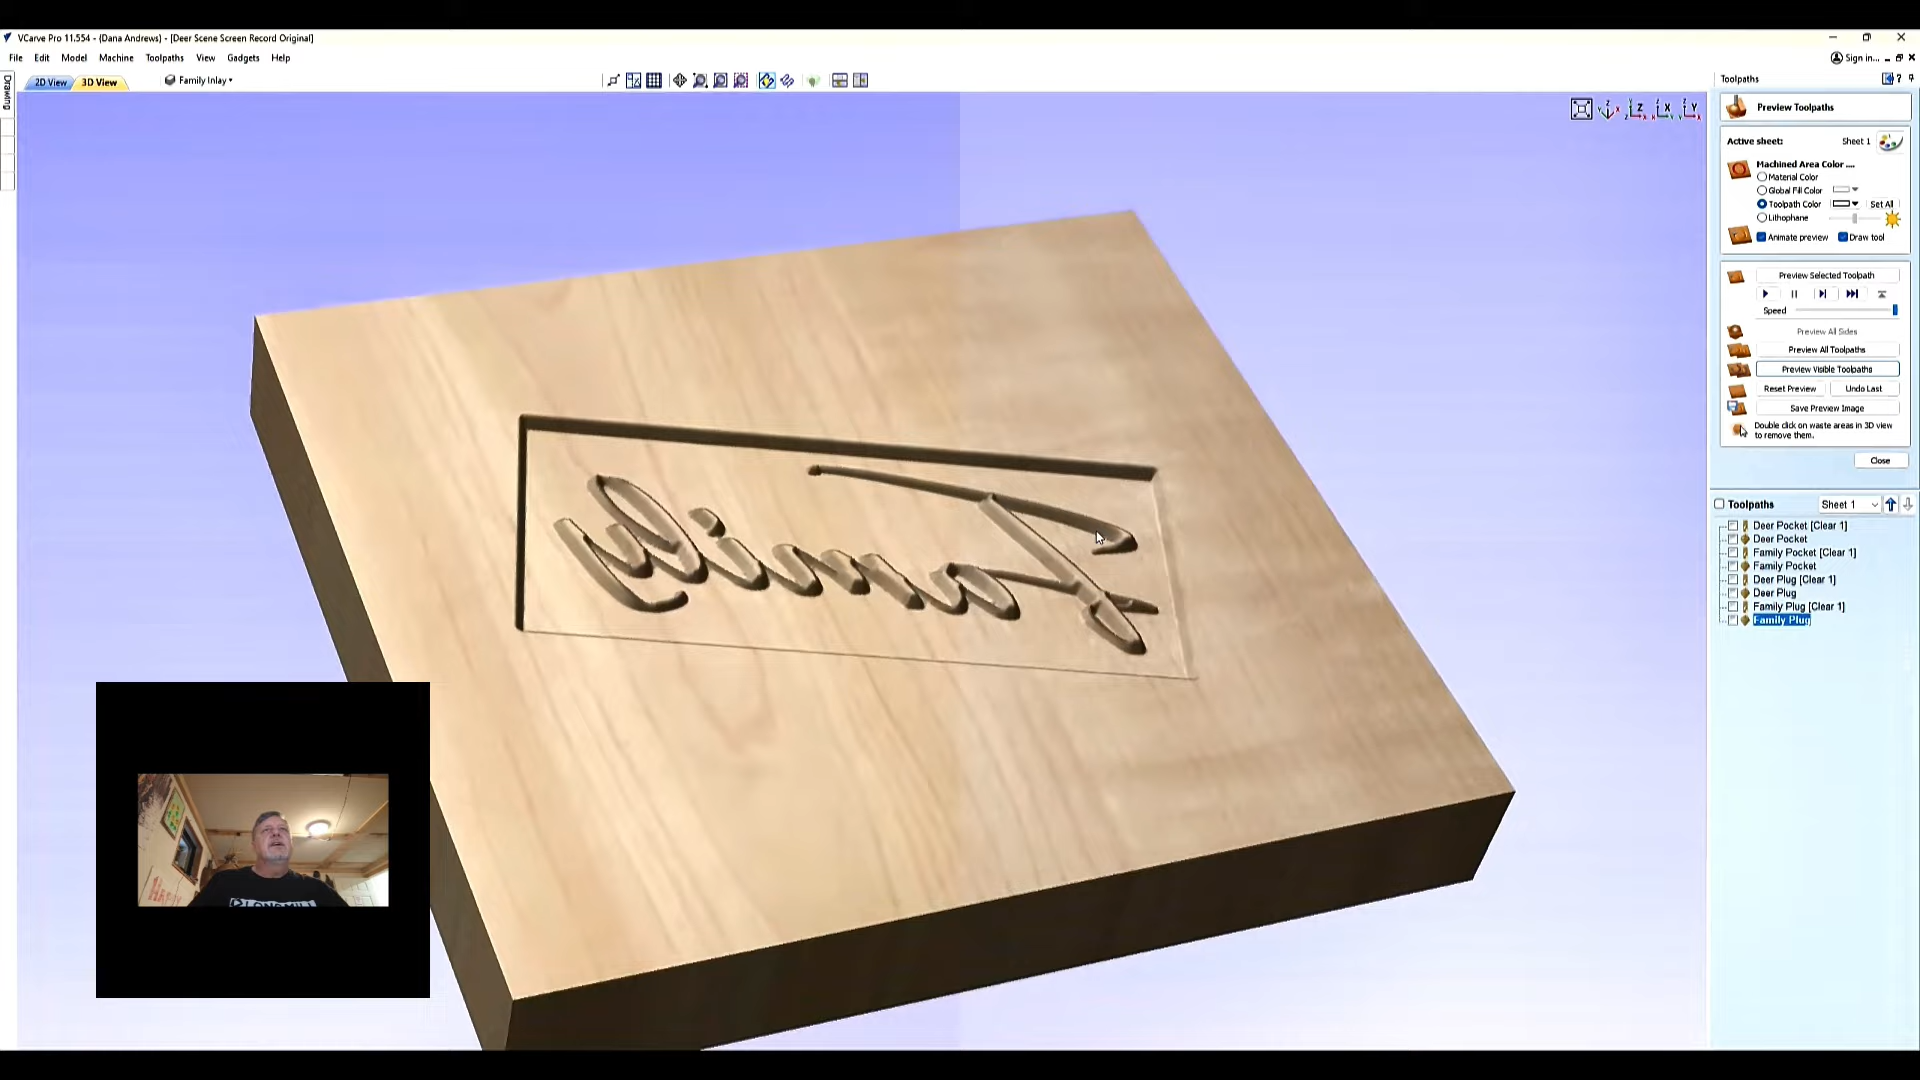 VCarve Pro 11.554 - {Dana Andrews} - [Deer Scene Screen Record Original]
File Edit Model Machine Toolpaths View Gadgets Help
Sign in...
Drawing
2D View 3D View Family Inlay
Toolpaths
Preview Toolpaths
Active sheet: Sheet 1
Machined Area Color ....
Material Color
Global Fill Color
Toolpath Color Set All
Lithophane
Animate preview Draw tool
Preview Selected Toolpath
Speed
Preview All Sides
Preview All Toolpaths
Preview Visible Toolpaths
Reset Preview Undo Last
Save Preview Image
Double click on waste areas in 3D view
to remove them.
Close
Toolpaths Sheet 1
Deer Pocket [Clear 1]
Deer Pocket
Family Pocket [Clear 1]
Family Pocket
Deer Plug [Clear 1]
Deer Plug
Family Plug [Clear 1]
Family Plug
Family
LONGMILL